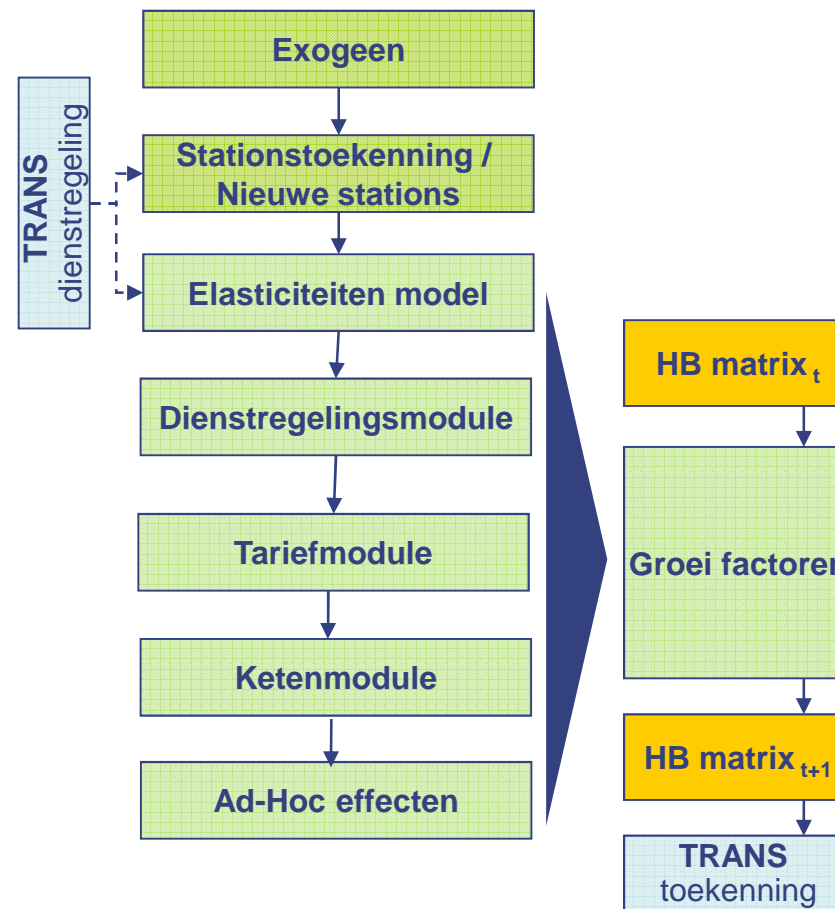 Exogeen
TRANS
dienstregeling
Stationstoekenning /
Nieuwe stations
Elasticiteiten model
Dienstregelingsmodule
Tariefmodule
Ketenmodule
Ad-Hoc effecten
HB matrix t
Groei factoren
HB matrix t+1
TRANS
toekenning